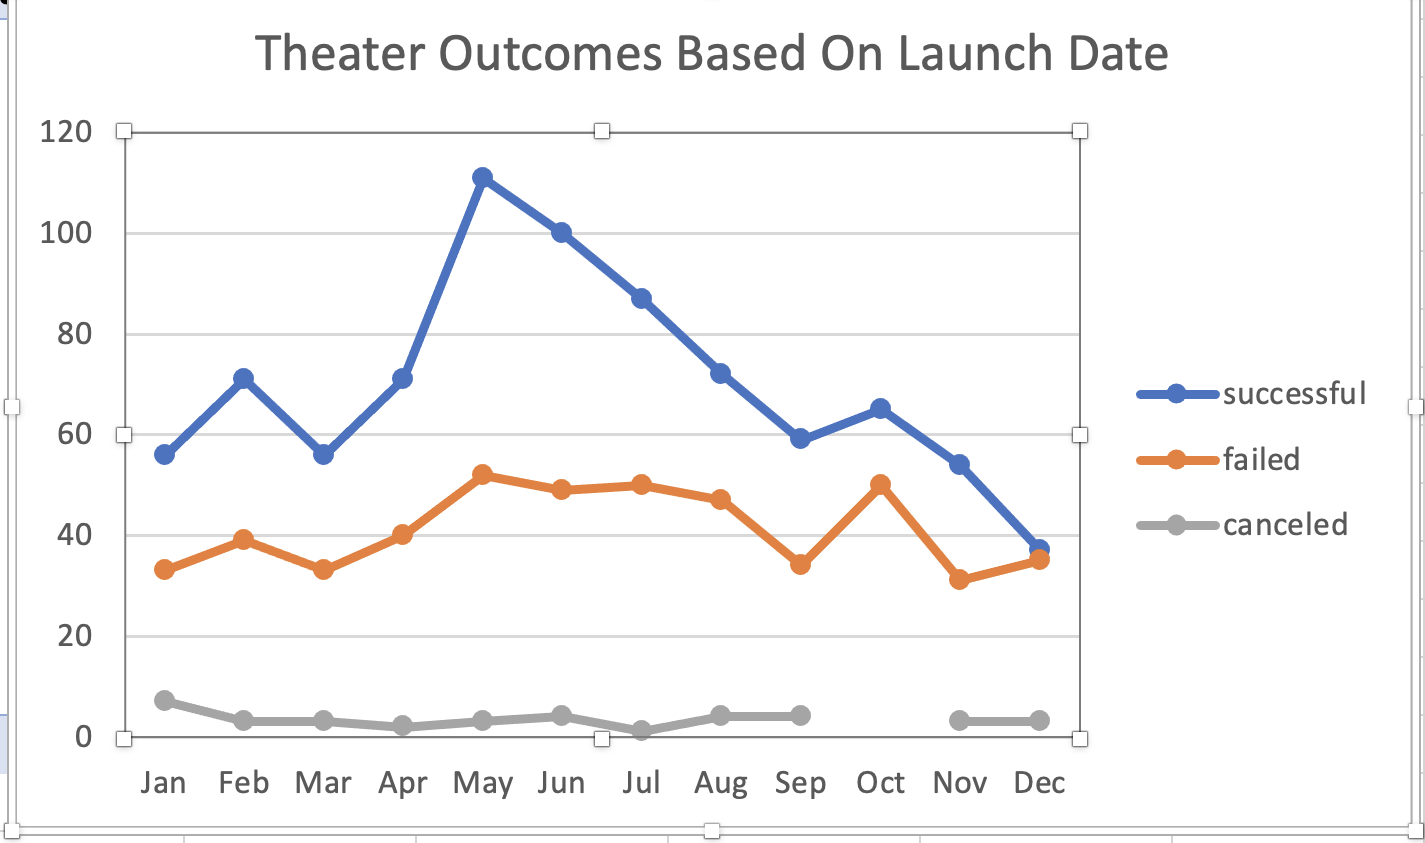 Theater Outcomes Based On Launch Date
120
100
80
60
40
20
0
Jan Feb Mar Apr May Jun Jul Aug Sep Oct Nov Dec
successful
failed
canceled